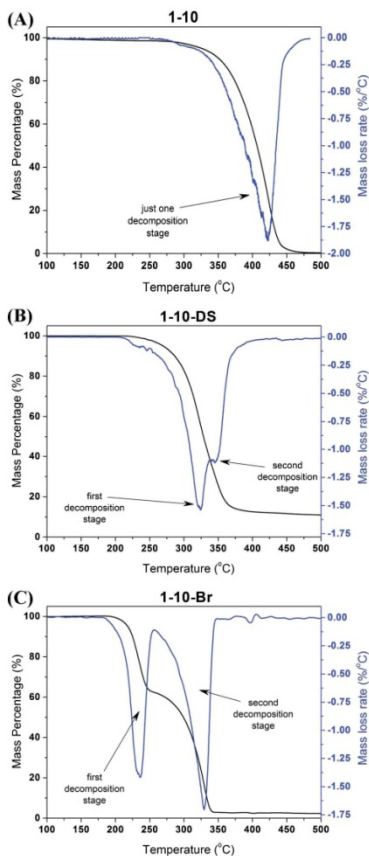 (A) 1-10
100
80
60
40
20
0
Mass Percentage (%)
0.00
-0.25
-0.50
-0.75
-1.00
-1.25
-1.50
-1.75
-2.00
Mass loss rate (%/°C)
just one
decomposition
stage
100 150 200 250 300 350 400 450 500
Temperature (°C)
(B) 1-10-DS
100
80
60
40
20
0
Mass Percentage (%)
0.00
-0.25
-0.50
-0.75
-1.00
-1.25
-1.50
-1.75
Mass loss rate (%/°C)
second
decomposition
stage
first
decomposition
stage
100 150 200 250 300 350 400 450 500
Temperature (°C)
(C) 1-10-Br
100
80
60
40
20
0
Mass Percentage (%)
0.00
-0.25
-0.50
-0.75
-1.00
-1.25
-1.50
-1.75
Mass loss rate (%/°C)
second
decomposition
stage
first
decomposition
stage
100 150 200 250 300 350 400 450 500
Temperature (°C)